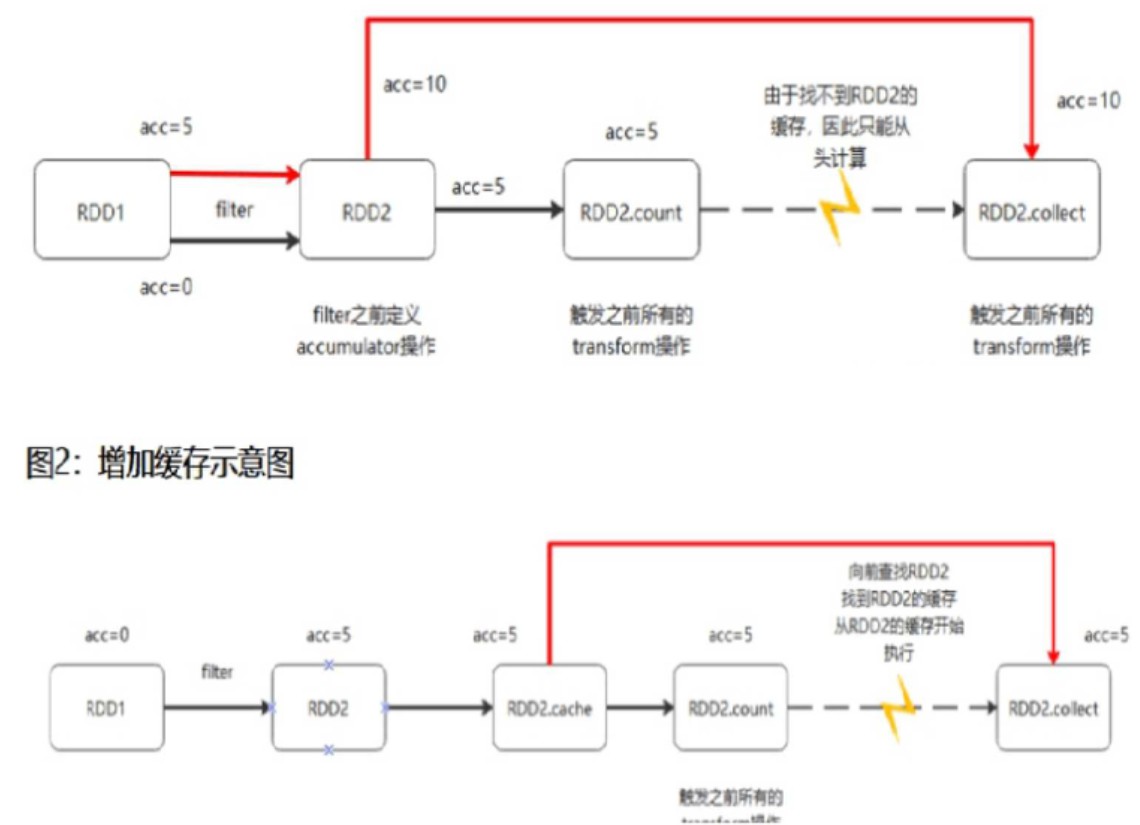 acc=10
由于找不到RDD2的
缓存，因此只能从
头计算
acc=10
acc=5
acc=5
RDD1
filter
RDD2
acc=5
RDD2.count
RDD2.collect
acc=0
filter之前定义
accumulator操作
触发之前所有的
transform操作
触发之前所有的
transform操作
图2：增加缓存示意图
向前查找RDD2
找到RDD2的缓存
从RDD2的缓存开始
执行
acc=0
acc=5
acc=5
acc=5
acc=5
filter
RDD1
RDD2
RDD2.cache
RDD2.count
RDD2.collect
触发之前所有的